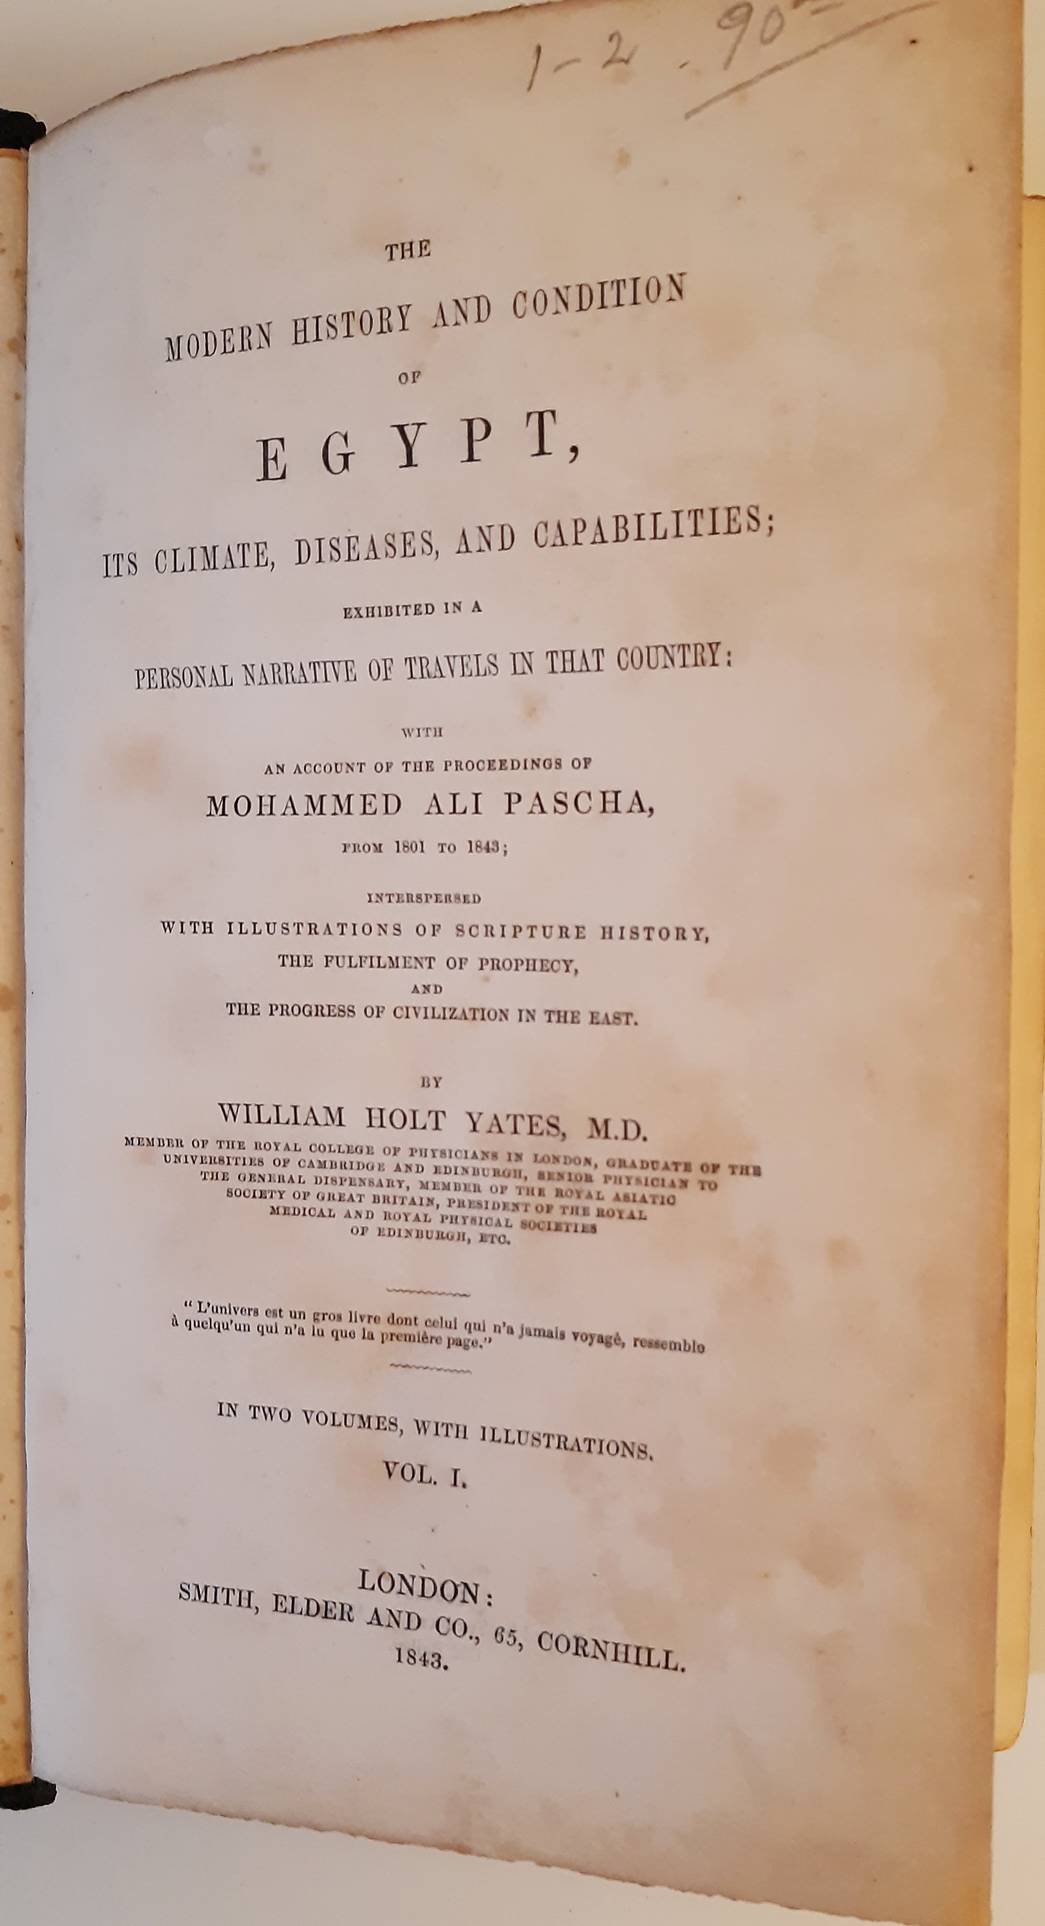 1-2 . 90
THE
MODERN HISTORY AND CONDITION
OF
EGYPT,
ITS CLIMATE, DISEASES, AND CAPABILITIES;
EXHIBITED IN A
PERSONAL NARRATIVE OF TRAVELS IN THAT COUNTRY:
WITH
AN ACCOUNT OF THE PROCEEDINGS OF
MOHAMMED ALI PASCHA,
FROM 1801 TO 1843;
INTERSPERSED
WITH ILLUSTRATIONS OF SCRIPTURE HISTORY,
THE FULFILMENT OF PROPHECY,
AND
THE PROGRESS OF CIVILIZATION IN THE EAST.
BY
WILLIAM HOLT YATES, M.D.
MEMBER OF THE ROYAL COLLEGE OF PHYSICIANS IN LONDON, GRADUATE OF THE
UNIVERSITIES OF CAMBRIDGE AND EDINBURGH, SENIOR PHYSICIAN TO
THE GENERAL DISPENSARY, MEMBER OF THE ROYAL ASIATIC
SOCIETY OF GREAT BRITAIN, PRESIDENT OF THE ROYAL
MEDICAL AND ROYAL PHYSICAL SOCIETIES
OF EDINBURGH, ETC.
"L'univers est un gros livre dont celui qui n'a jamais voyagé, ressemble
à quelqu'un qui n'a lu que la première page."
IN TWO VOLUMES, WITH ILLUSTRATIONS.
VOL. I.
LONDON:
SMITH, ELDER AND CO., 65, CORNHILL.
1843.